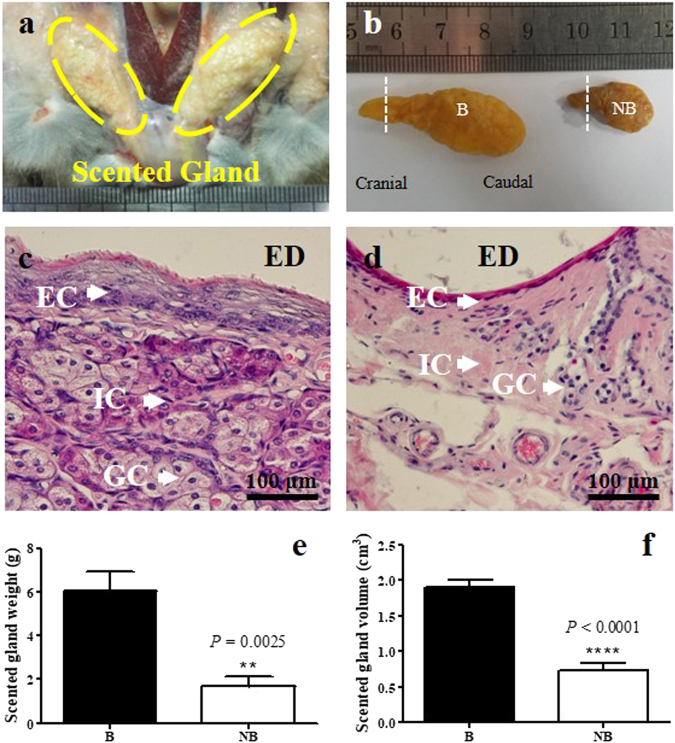 a
Scented Gland
b
5 6 7 8 9 10 11 12
B
NB
Cranial
Caudal
c
ED
EC
IC
GC
100 μm
d
ED
EC
IC
GC
100 μm
e
Scented gland weight (g)
8
6
4
2
0
P = 0.0025
**
B
NB
f
Scented gland volume (cm³)
2.5
2.0
1.5
1.0
0.5
0.0
P < 0.0001
****
B
NB